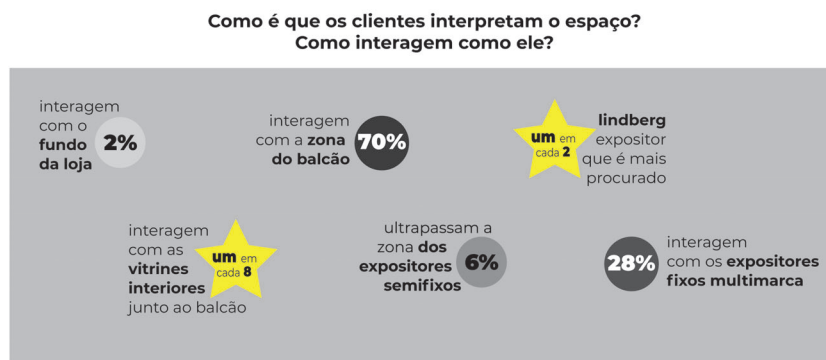 Como é que os clientes interpretam o espaço?
Como interagem como ele?
interagem
com o
fundo
da loja
2%
interagem
com a zona
do balcão
70%
um em
cada 2
lindberg
expositor
que é mais
procurado
interagem
com as
vitrines
interiores
junto ao balcão
um em
cada 8
ultrapassam a
zona dos
expositores
semifixos
6%
28%
interagem
com os expositores
fixos multimarca